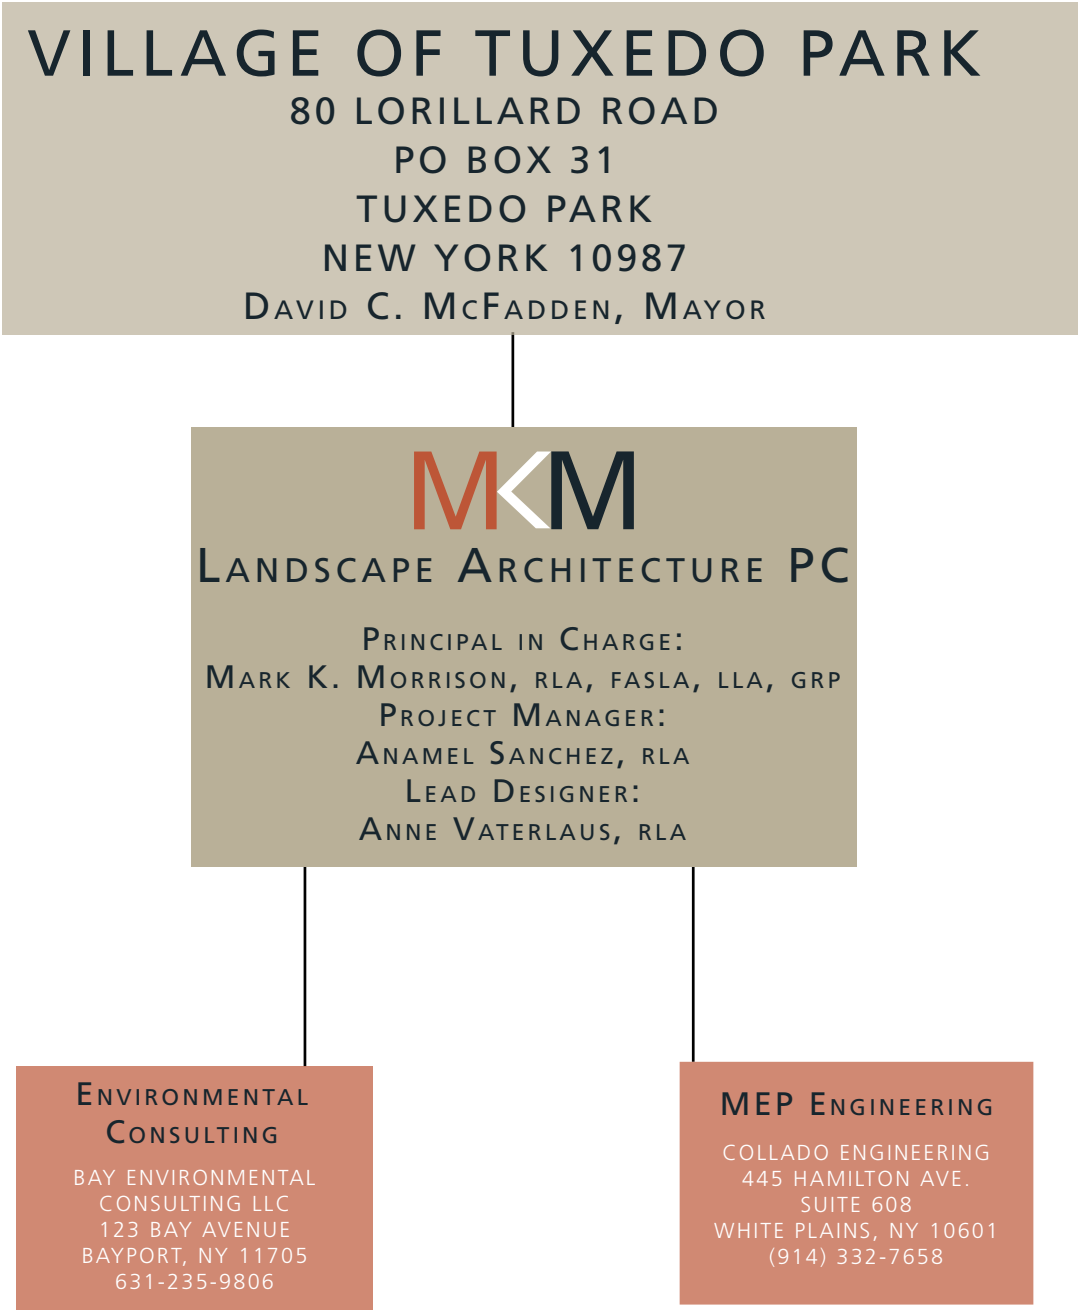 VILLAGE OF TUXEDO PARK
80 LORILLARD ROAD
PO BOX 31
TUXEDO PARK
NEW YORK 10987
David C. McFadden, Mayor
MKM
Landscape Architecture PC
Principal in Charge:
Mark K. Morrison, RLA, FASLA, LLA, GRP
Project Manager:
Anamel Sanchez, RLA
Lead Designer:
Anne Vaterlaus, RLA
Environmental
Consulting
BAY ENVIRONMENTAL
CONSULTING LLC
123 BAY AVENUE
BAYPORT, NY 11705
631-235-9806
MEP Engineering
COLLADO ENGINEERING
445 HAMILTON AVE.
SUITE 608
WHITE PLAINS, NY 10601
(914) 332-7658